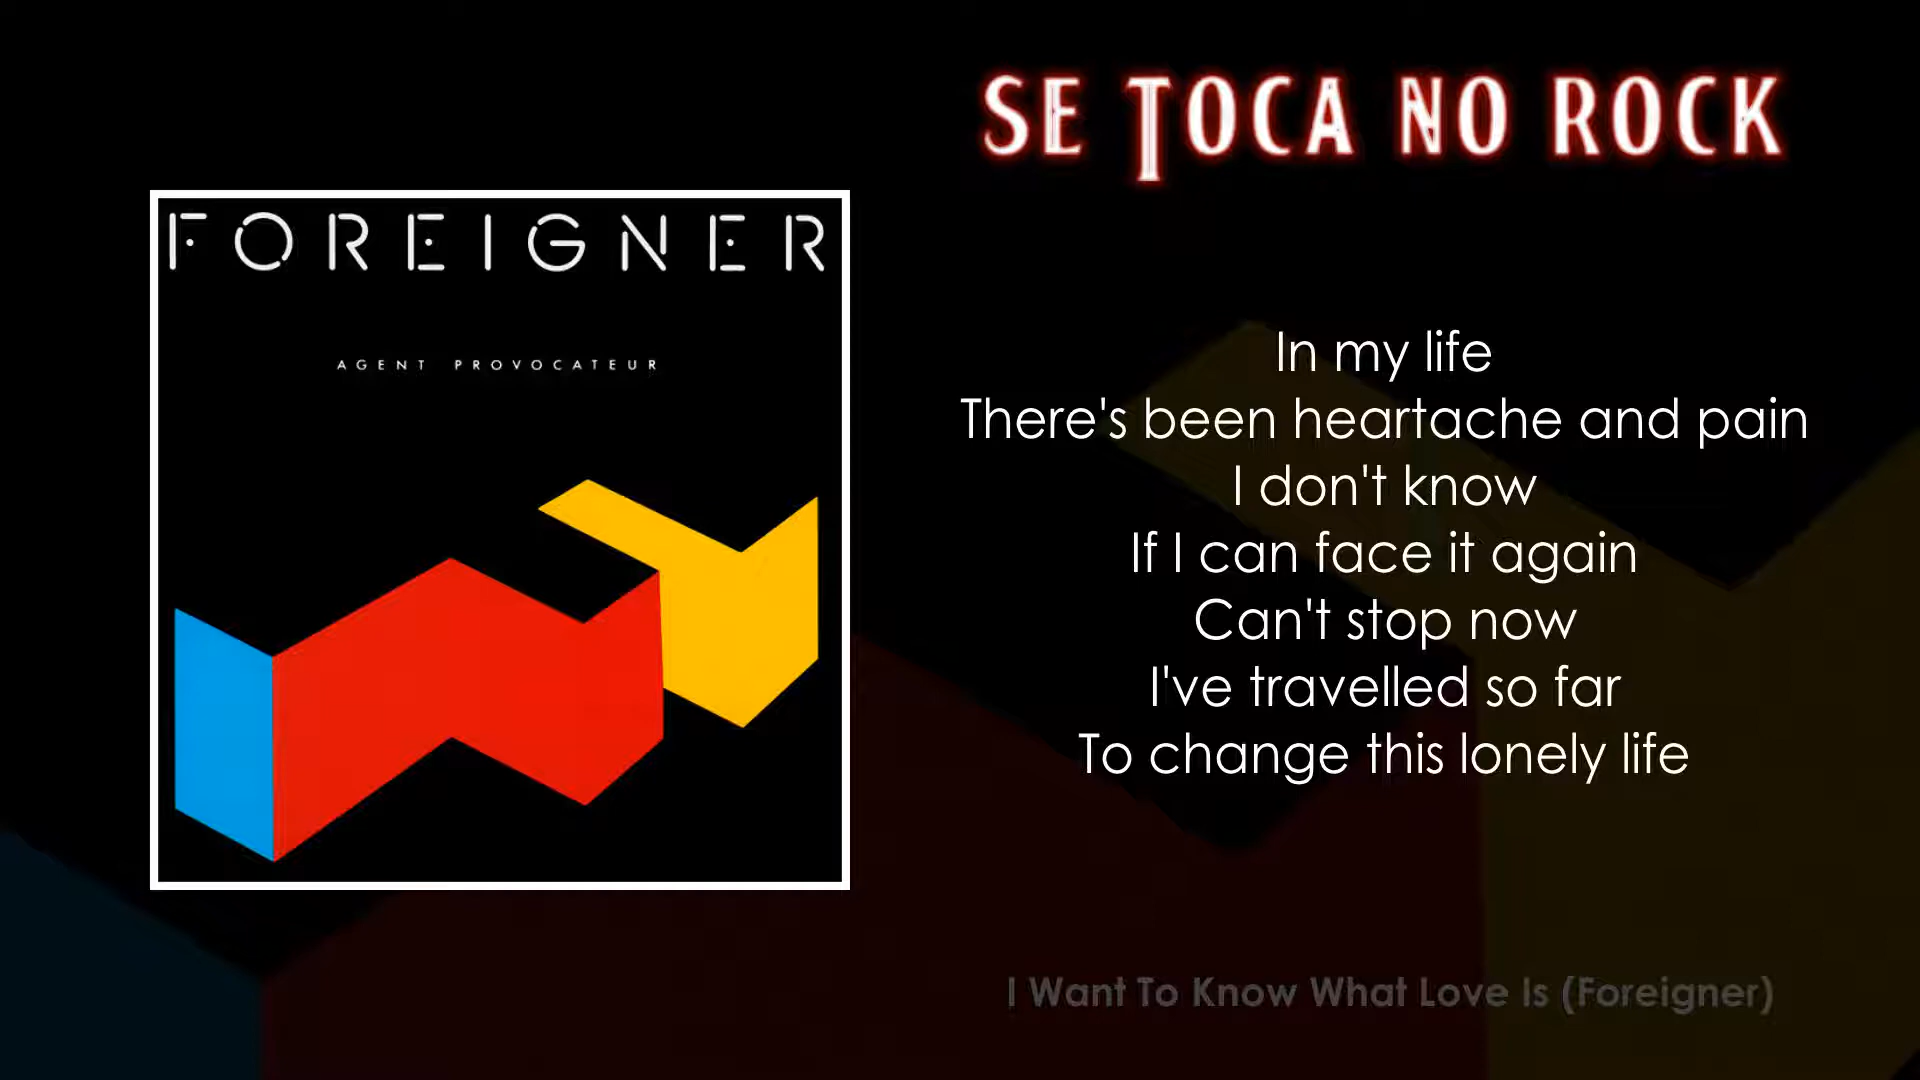 SE TOCA NO ROCK
FOREIGNER
AGENT PROVOCATEUR
In my life
There's been heartache and pain
I don't know
If I can face it again
Can't stop now
I've travelled so far
To change this lonely life
I Want To Know What Love Is (Foreigner)